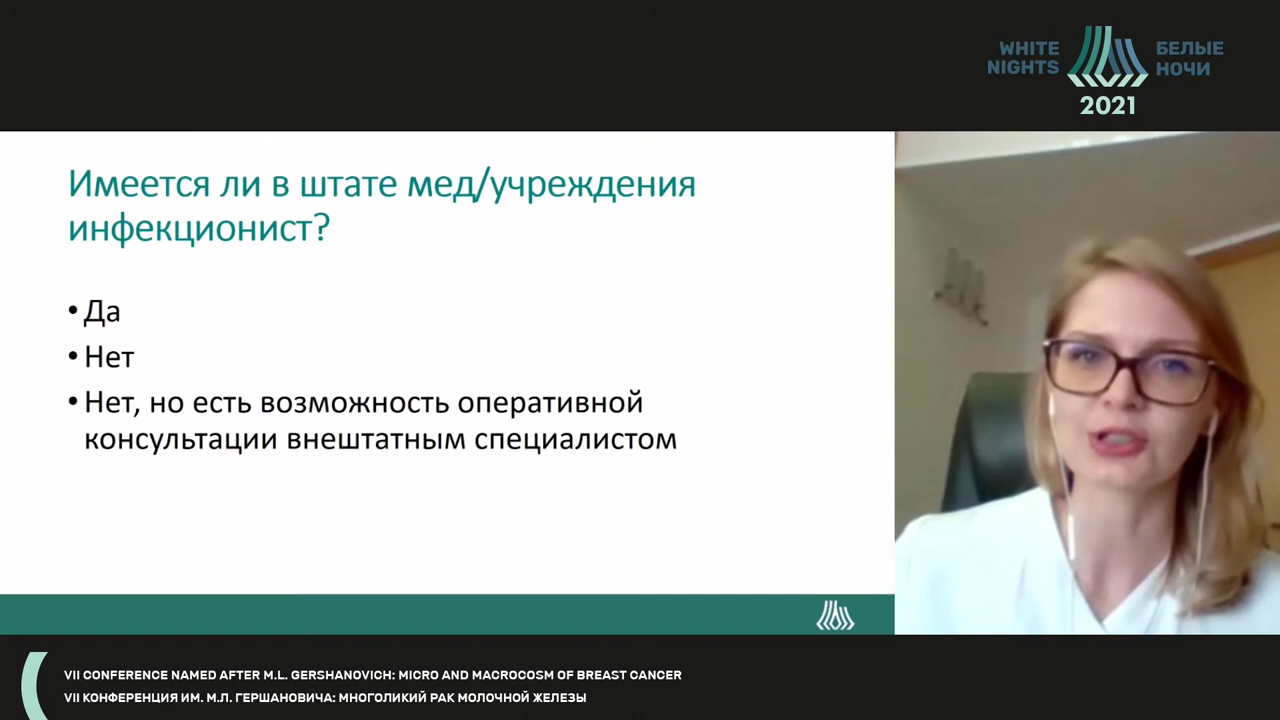 WHITE NIGHTS
БЕЛЫЕ НОЧИ
2021
Имеется ли в штате мед/учреждения
инфекционист?
• Да
• Нет
• Нет, но есть возможность оперативной
консультации внештатным специалистом
VII CONFERENCE NAMED AFTER M.L. GERSHANOVICH: MICRO AND MACROCOSM OF BREAST CANCER
VII КОНФЕРЕНЦИЯ ИМ. М.Л. ГЕРШАНОВИЧА: МНОГОЛИКИЙ РАК МОЛОЧНОЙ ЖЕЛЕЗЫ